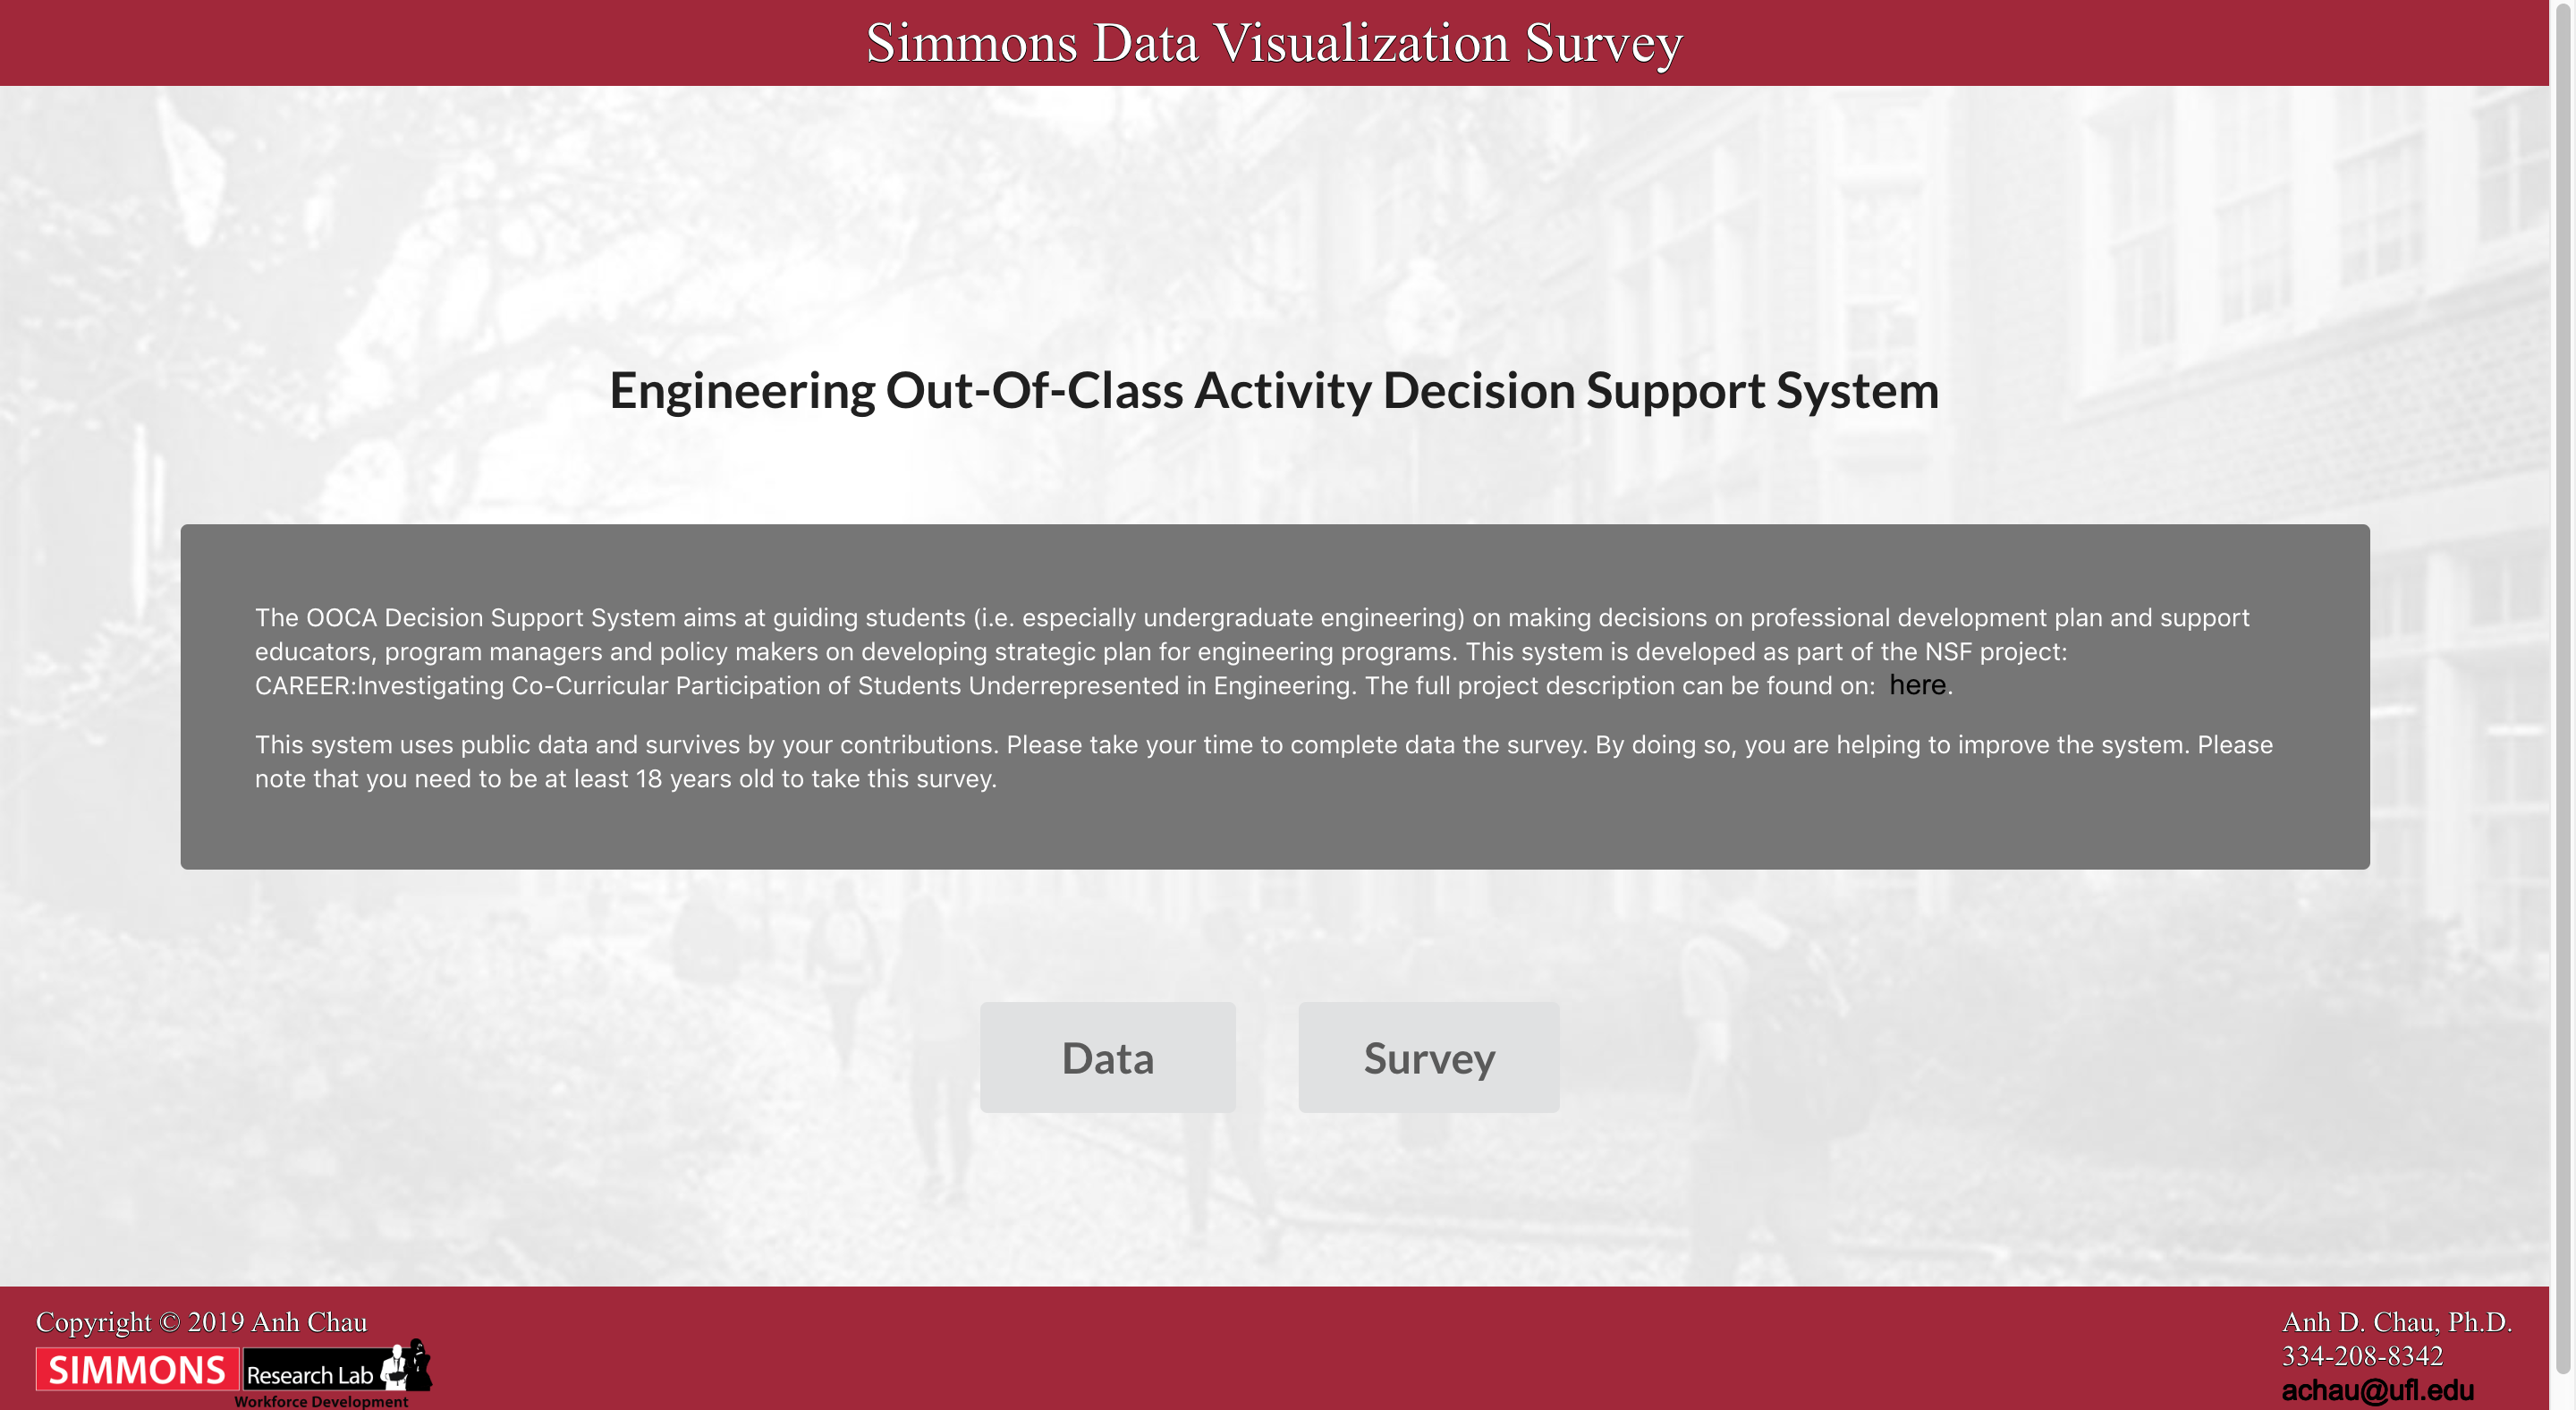 Simmons Data Visualization Survey
Engineering Out-Of-Class Activity Decision Support System
The OOCA Decision Support System aims at guiding students (i.e. especially undergraduate engineering) on making decisions on professional development plan and support
educators, program managers and policy makers on developing strategic plan for engineering programs. This system is developed as part of the NSF project:
CAREER:Investigating Co-Curricular Participation of Students Underrepresented in Engineering. The full project description can be found on: here.
This system uses public data and survives by your contributions. Please take your time to complete data the survey. By doing so, you are helping to improve the system. Please
note that you need to be at least 18 years old to take this survey.
Data
Survey
Copyright © 2019 Anh Chau
SIMMONS Research Lab
Workforce Development
Anh D. Chau, Ph.D.
334-208-8342
achau@ufl.edu